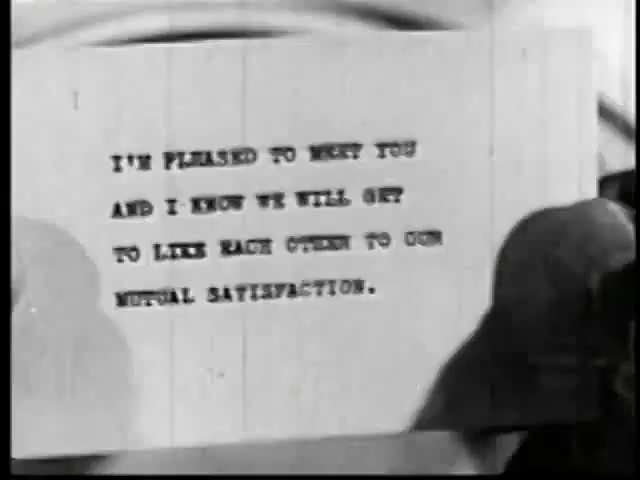 I'M PLEASED TO MEET YOU
AND I KNOW WE WILL GET
TO LIKE EACH OTHER TO OUR
MUTUAL SATISFACTION.